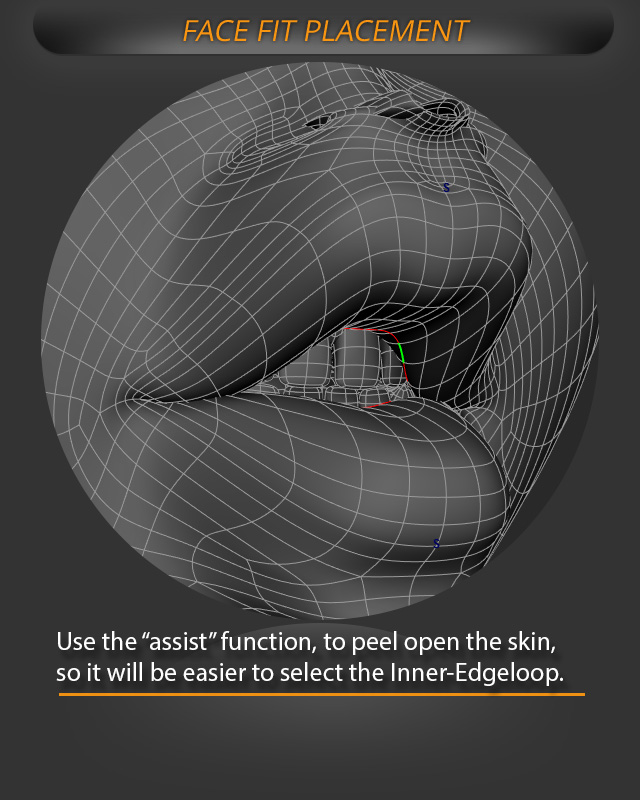 FACE FIT PLACEMENT
S
S
Use the “assist” function, to peel open the skin,
so it will be easier to select the Inner-Edgeloop.